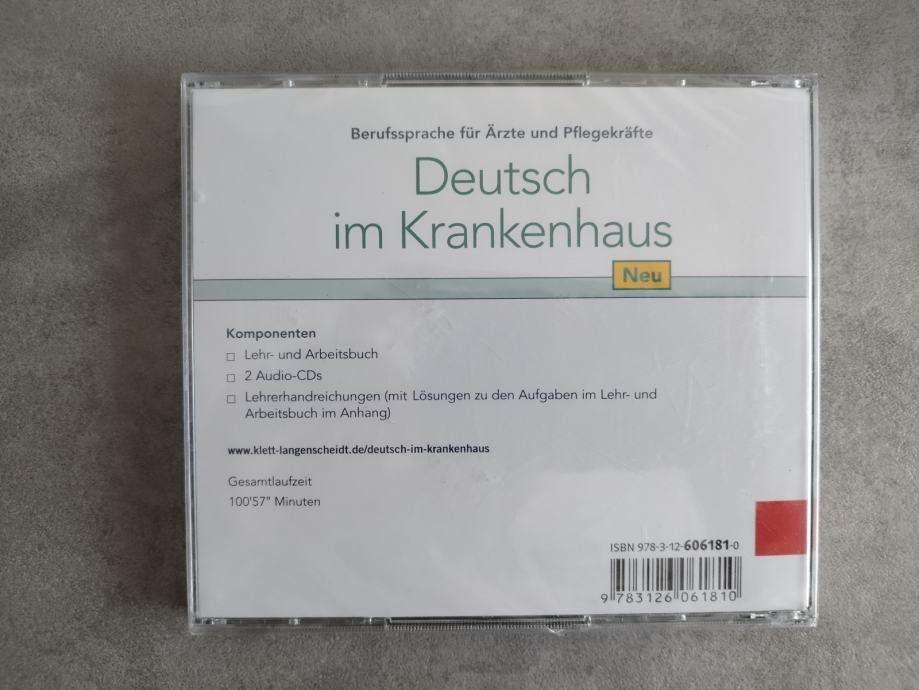 Berufssprache für Ärzte und Pflegekräfte
Deutsch
im Krankenhaus
Neu
Komponenten
Lehr- und Arbeitsbuch
2 Audio-CDs
Lehrerhandreichungen (mit Lösungen zu den Aufgaben im Lehr- und
Arbeitsbuch im Anhang)
www.klett-langenscheidt.de/deutsch-im-krankenhaus
Gesamtlaufzeit
100'57" Minuten
ISBN 978-3-12-606181-0
9 783126 061810